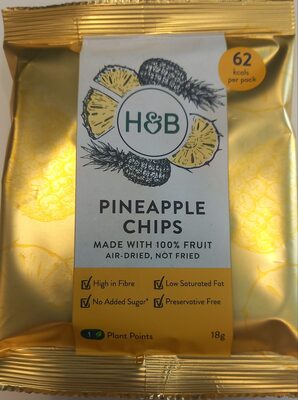 62
kcals
per pack
H&B
PINEAPPLE
CHIPS
MADE WITH 100% FRUIT
AIR-DRIED, NOT FRIED
High in Fibre
Low Saturated Fat
No Added Sugar*
Preservative Free
1 Plant Points
18g